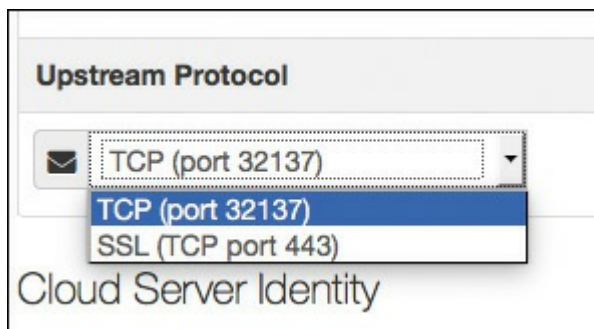 Upstream Protocol
TCP (port 32137)
TCP (port 32137)
SSL (TCP port 443)
Cloud Server Identity